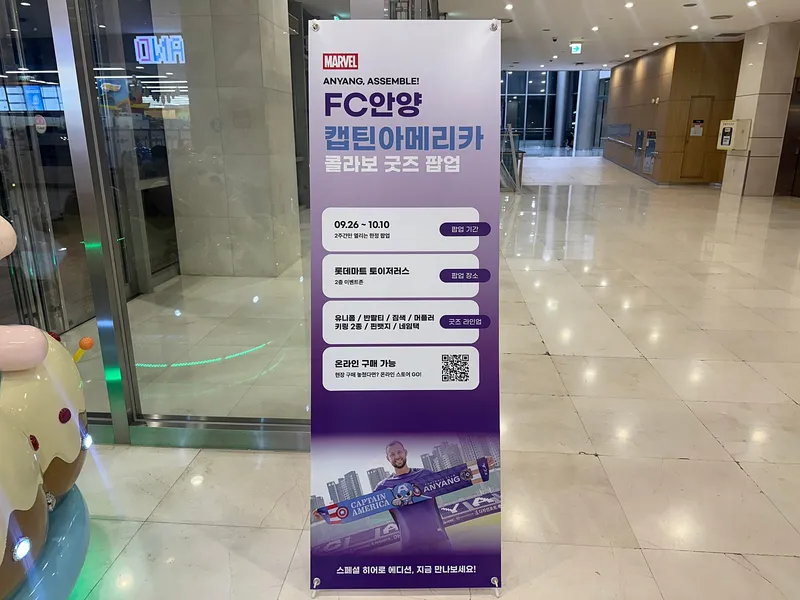 MARVEL
ANYANG, ASSEMBLE!
FC안양
캡틴아메리카
콜라보 굿즈 팝업
09.26 ~ 10.10
2주간만 열리는 한정 팝업
팝업 기간
롯데마트 토이저러스
2층 이벤트존
팝업 장소
유니폼 / 반팔티 / 짐색 / 머플러
키링 2종 / 핀뱃지 / 네임택
굿즈 라인업
온라인 구매 가능
현장 구매 놓쳤다면? 온라인 스토어 GO!
CAPTAIN
AMERICA
ANYANG
스페셜 히어로 에디션, 지금 만나보세요!